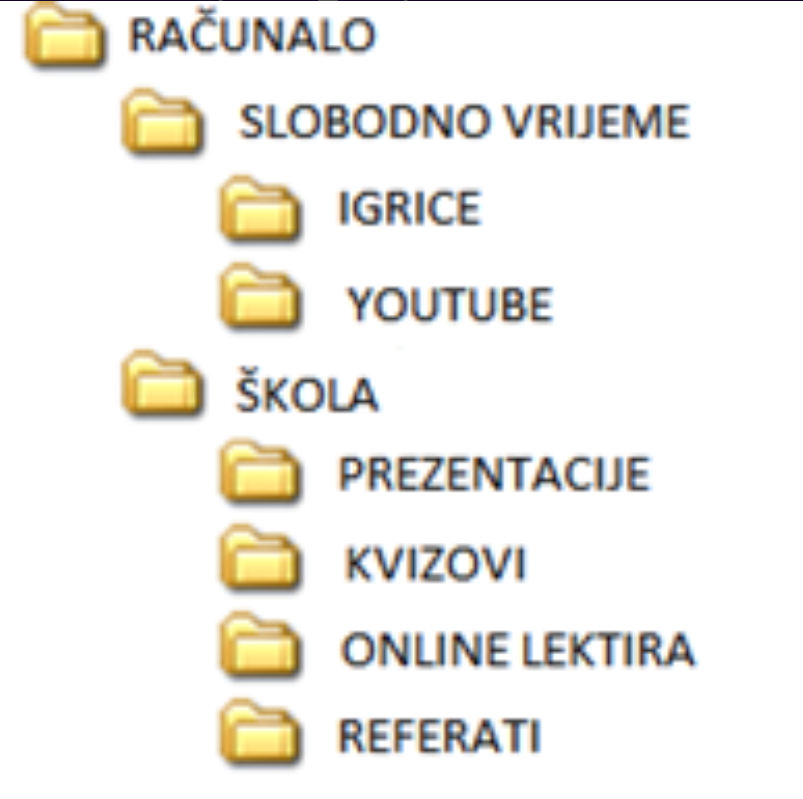 RAČUNALO
SLOBODNO VRIJEME
IGRICE
YOUTUBE
ŠKOLA
PREZENTACIJE
KVIZOVI
ONLINE LEKTIRA
REFERATI